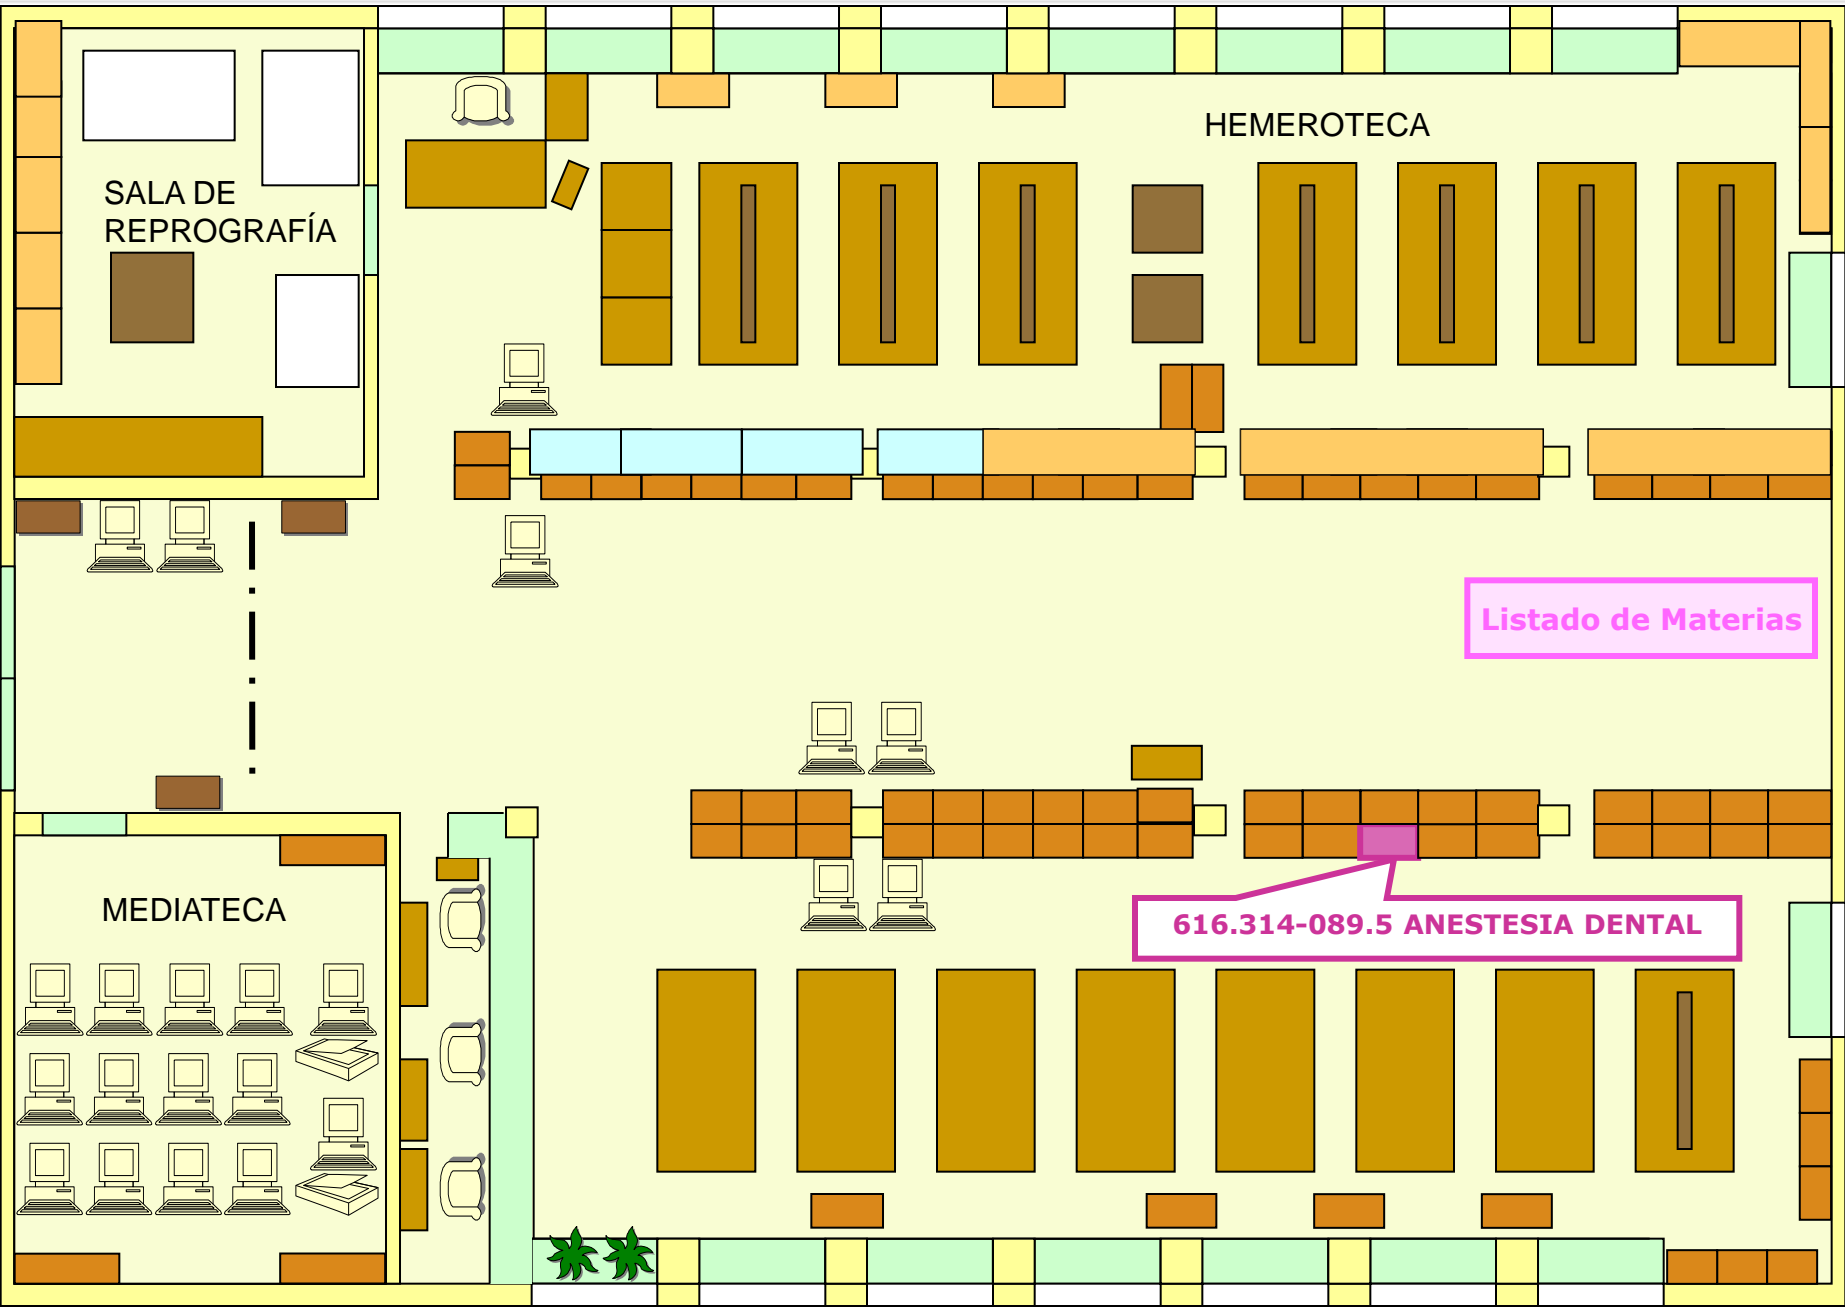 HEMEROTECA
SALA DE
REPROGRAFÍA
Listado de Materias
MEDIATECA
616.314-089.5 ANESTESIA DENTAL